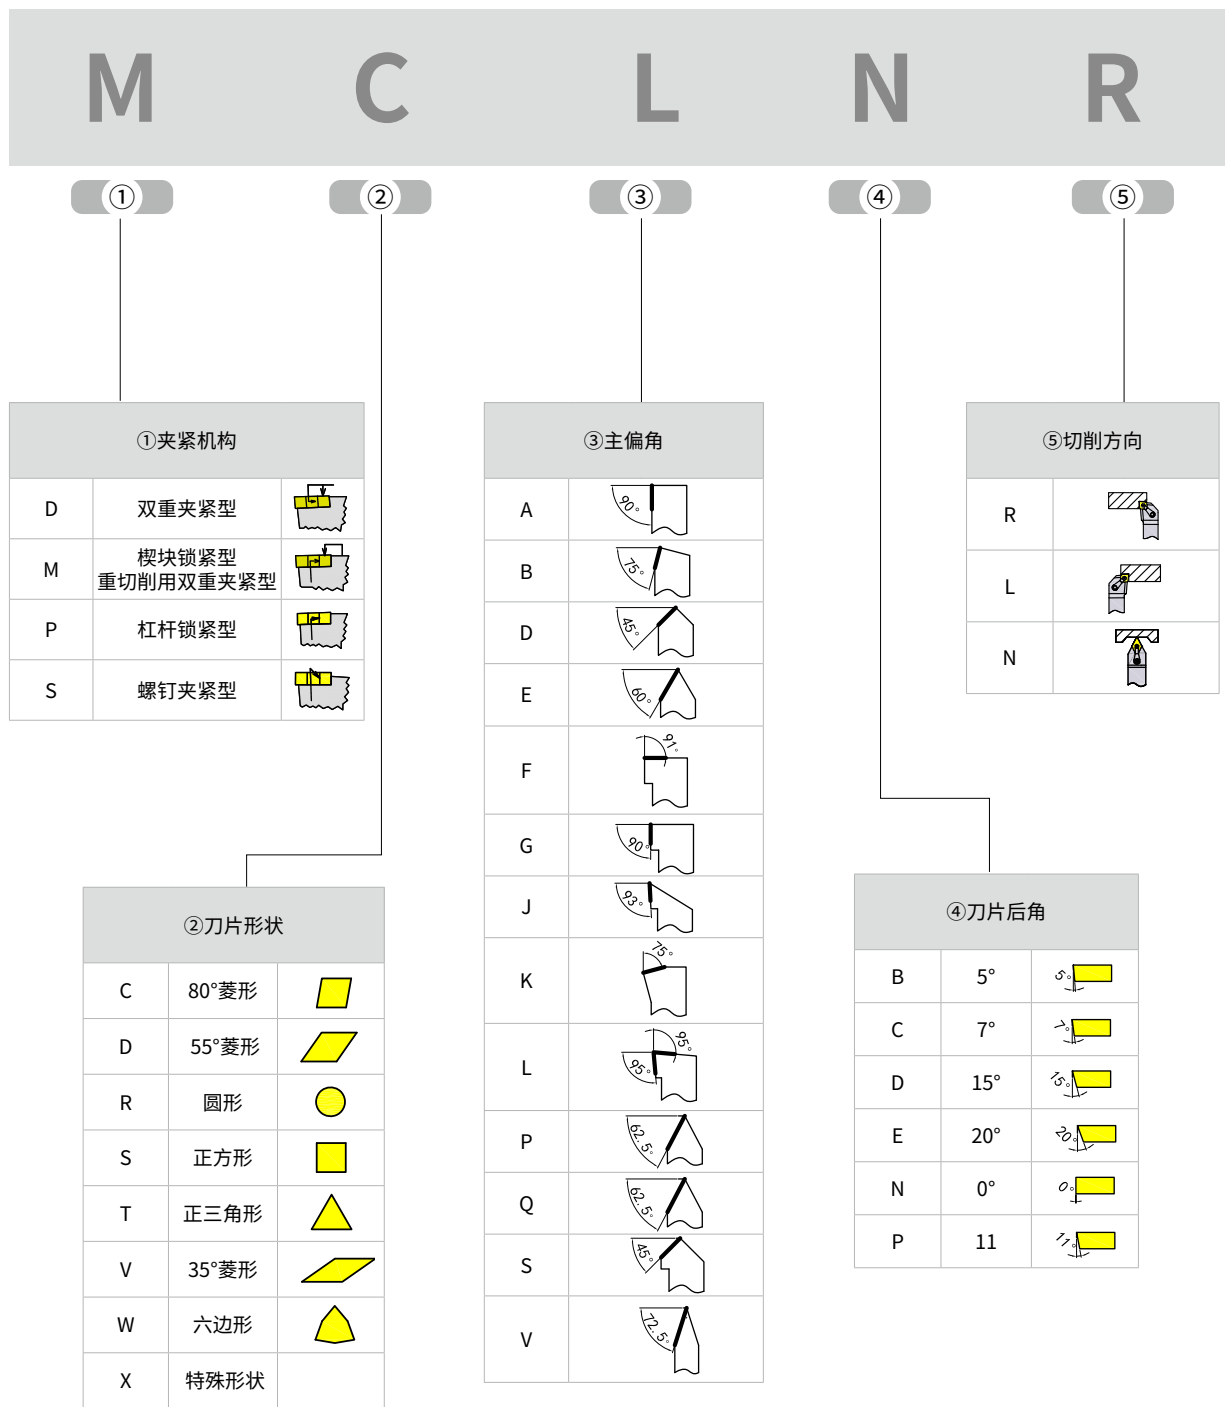 M C L N R
① ② ③ ④ ⑤
①夹紧机构
D 双重夹紧型
M 楔块锁紧型
重切削用双重夹紧型
P 杠杆锁紧型
S 螺钉夹紧型
②刀片形状
C 80°菱形
D 55°菱形
R 圆形
S 正方形
T 正三角形
V 35°菱形
W 六边形
X 特殊形状
③主偏角
A 90°
B 75°
D 45°
E 60°
F 91°
G 90°
J 93°
K 75°
L 95° 95°
P 62.5°
Q 62.5°
S 45°
V 72.5°
④刀片后角
B 5° 5°
C 7° 7°
D 15° 15°
E 20° 20°
N 0° 0°
P 11 11°
⑤切削方向
R
L
N